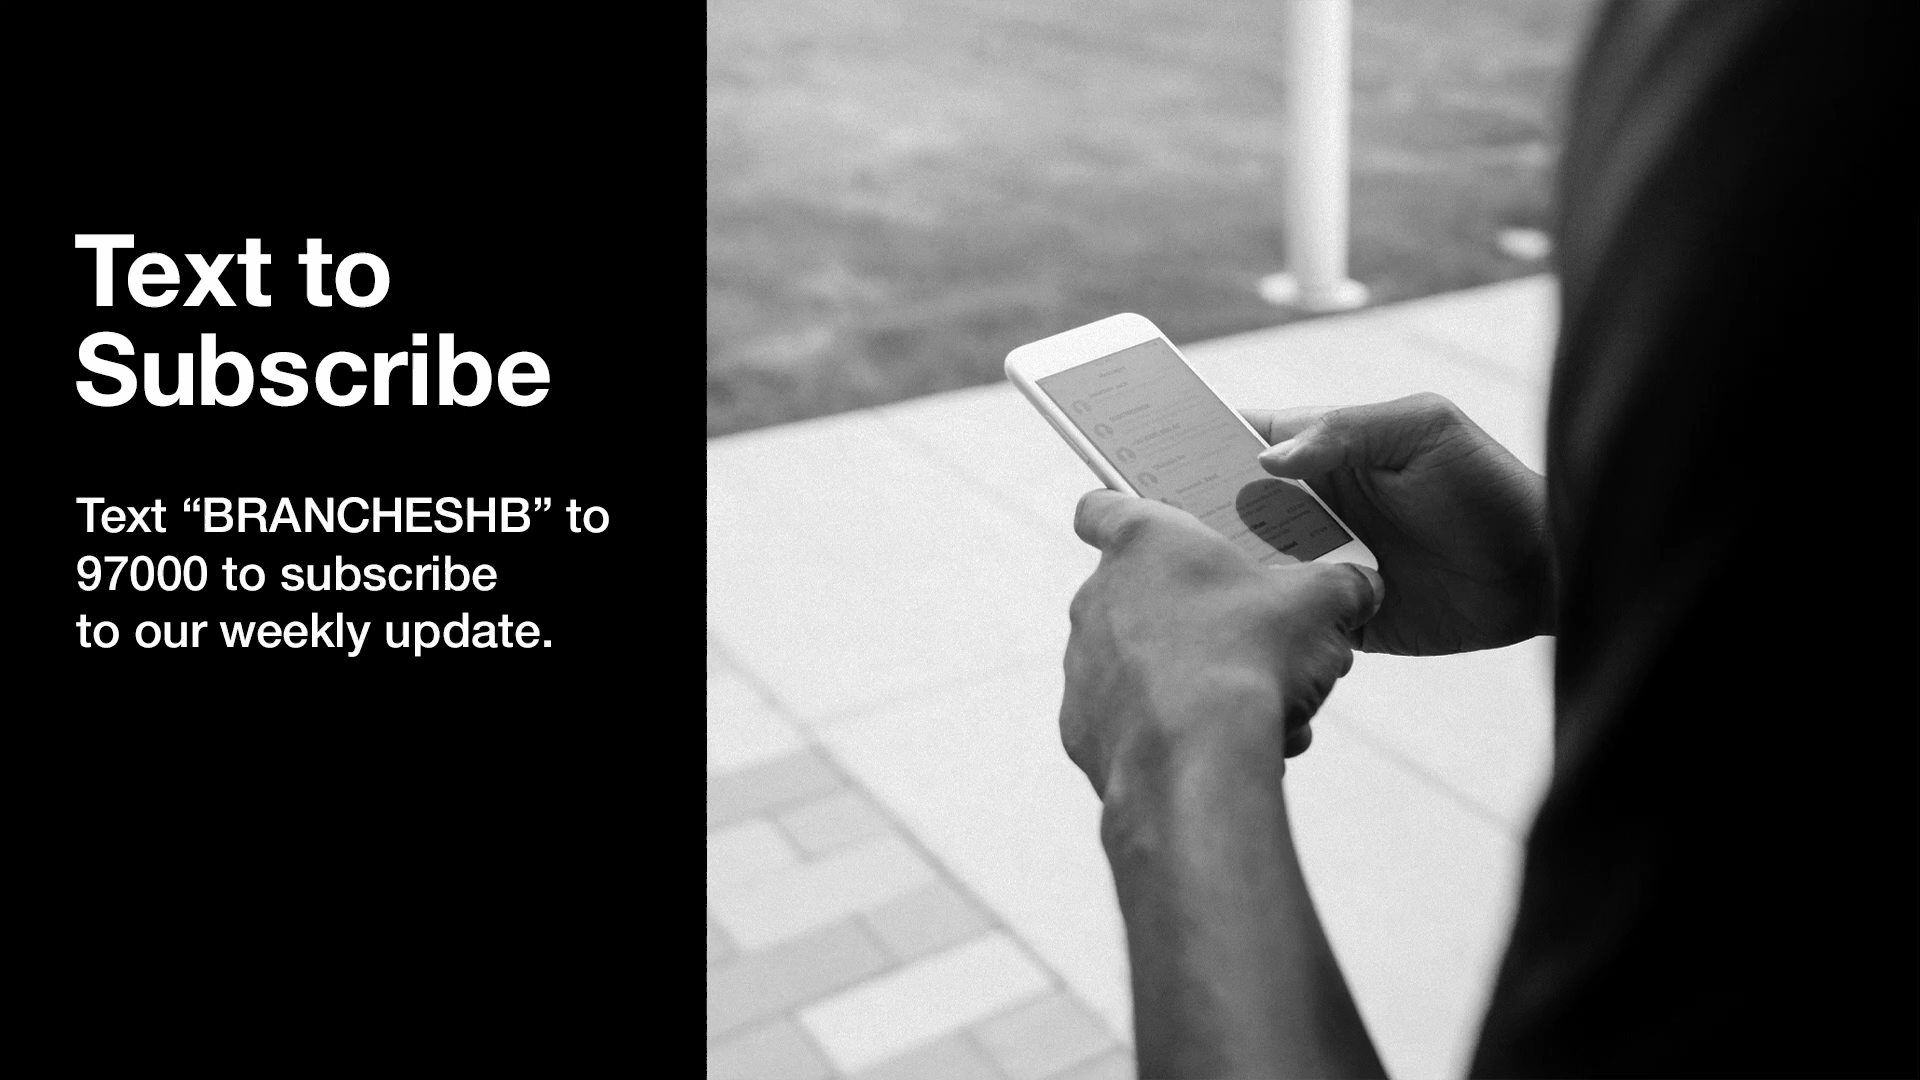 Text to
Subscribe
Text “BRANCHESHB” to
97000 to subscribe
to our weekly update.